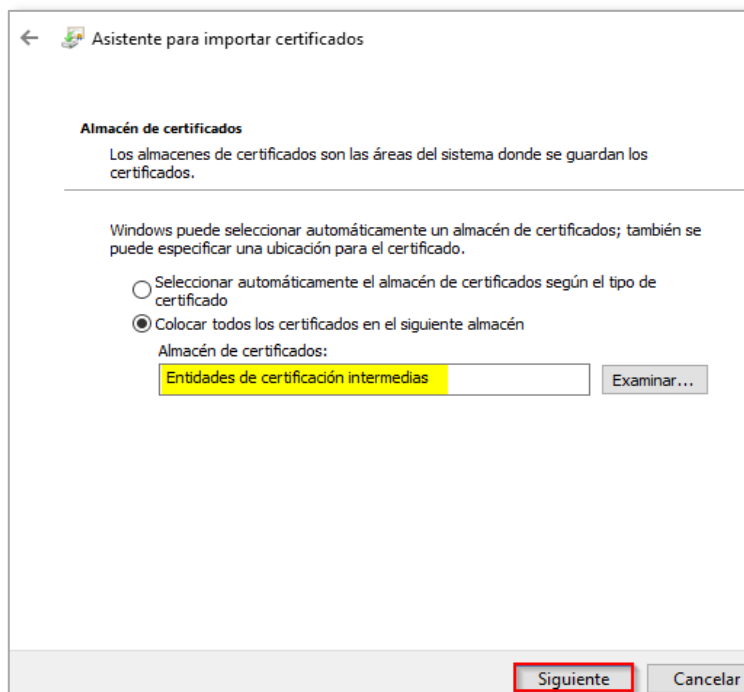 Asistente para importar certificados
Almacén de certificados
Los almacenes de certificados son las áreas del sistema donde se guardan los
certificados.
Windows puede seleccionar automáticamente un almacén de certificados; también se
puede especificar una ubicación para el certificado.
Seleccionar automáticamente el almacén de certificados según el tipo de
certificado
Colocar todos los certificados en el siguiente almacén
Almacén de certificados:
Entidades de certificación intermedias
Examinar...
Siguiente
Cancelar